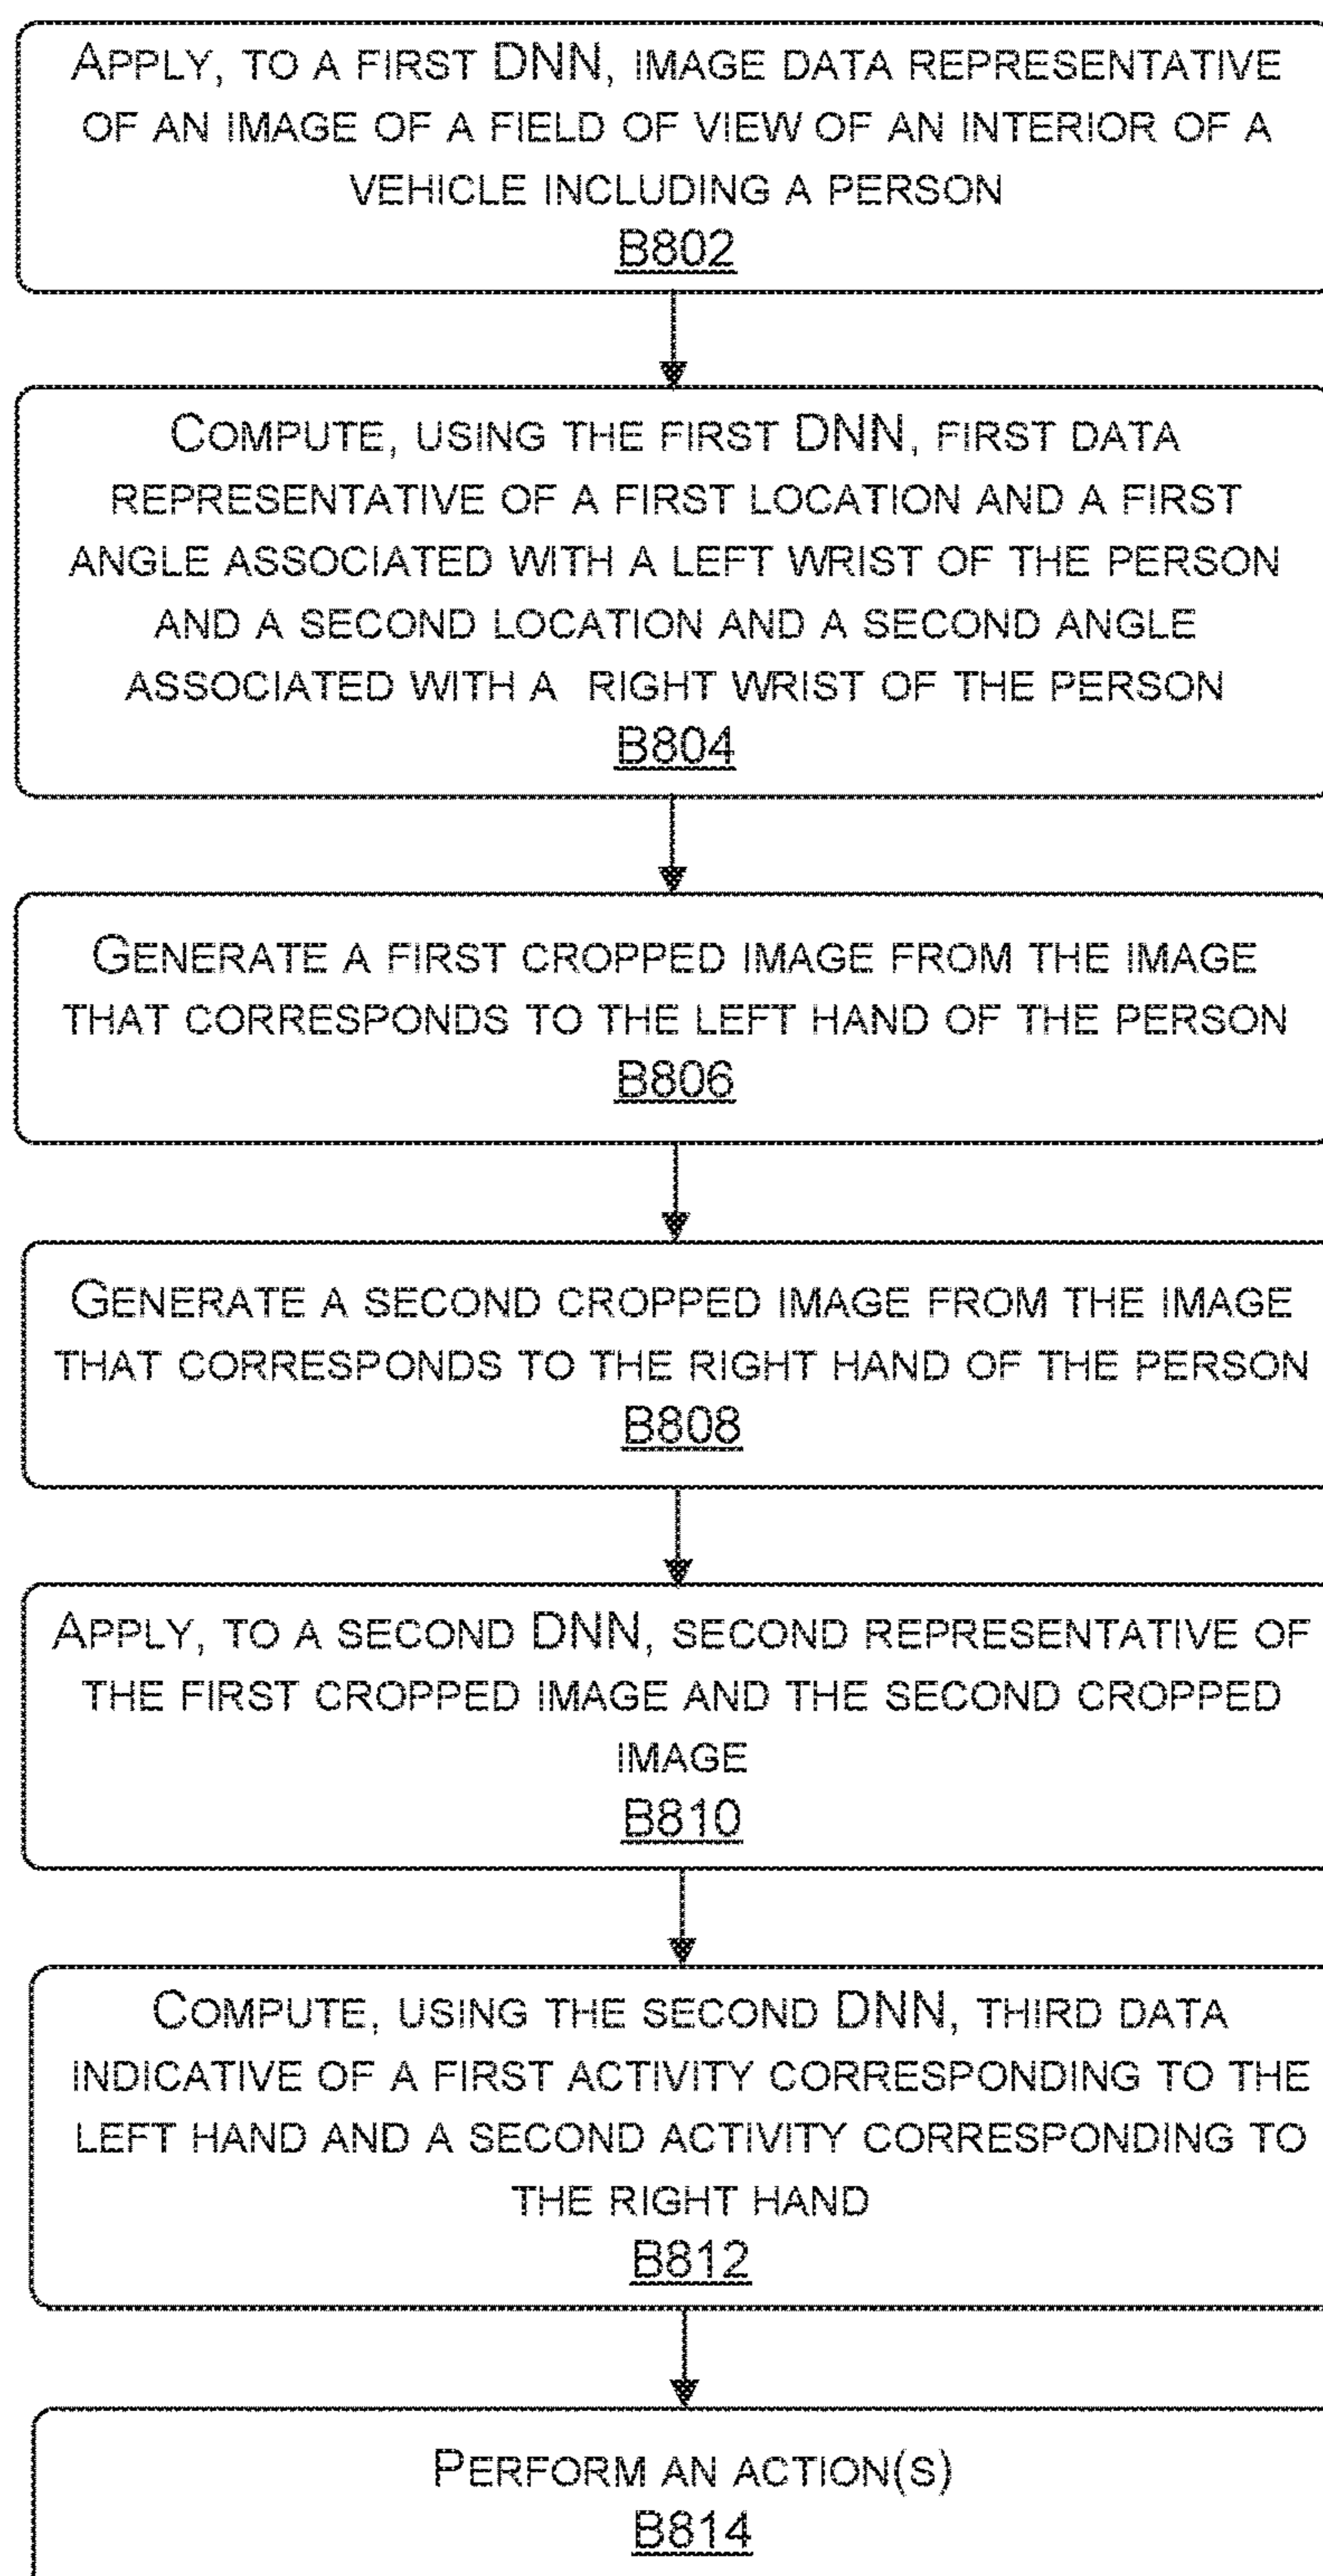 APPLY, TO A FIRST DNN, IMAGE DATA REPRESENTATIVE
OF AN IMAGE OF A FIELD OF VIEW OF AN INTERIOR OF A
VEHICLE INCLUDING A PERSON
B802
COMPUTE, USING THE FIRST DNN, FIRST DATA
REPRESENTATIVE OF A FIRST LOCATION AND A FIRST
ANGLE ASSOCIATED WITH A LEFT WRIST OF THE PERSON
AND A SECOND LOCATION AND A SECOND ANGLE
ASSOCIATED WITH A RIGHT WRIST OF THE PERSON
B804
GENERATE A FIRST CROPPED IMAGE FROM THE IMAGE
THAT CORRESPONDS TO THE LEFT HAND OF THE PERSON
B806
GENERATE A SECOND CROPPED IMAGE FROM THE IMAGE
THAT CORRESPONDS TO THE RIGHT HAND OF THE PERSON
B808
APPLY, TO A SECOND DNN, SECOND REPRESENTATIVE OF
THE FIRST CROPPED IMAGE AND THE SECOND CROPPED
IMAGE
B810
COMPUTE, USING THE SECOND DNN, THIRD DATA
INDICATIVE OF A FIRST ACTIVITY CORRESPONDING TO THE
LEFT HAND AND A SECOND ACTIVITY CORRESPONDING TO
THE RIGHT HAND
B812
PERFORM AN ACTION(S)
B814